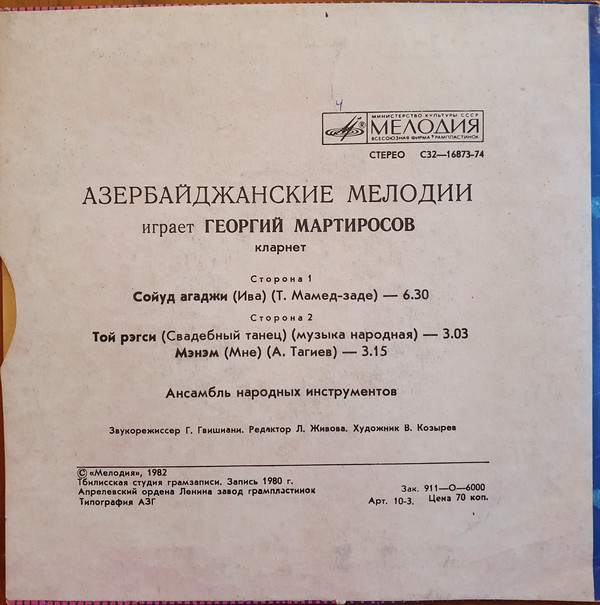 4
МИНИСТЕРСТВО КУЛЬТУРЫ СССР
МЕЛОДИЯ
ВСЕСОЮЗНАЯ ФИРМА ГРАМПЛАСТИНОК
СТЕРЕО С32—16873-74
АЗЕРБАЙДЖАНСКИЕ МЕЛОДИИ
играет ГЕОРГИЙ МАРТИРОСОВ
кларнет
Сторона 1
Сойуд агаджи (Ива) (Т. Мамед-заде) — 6.30
Сторона 2
Той рэгси (Свадебный танец) (музыка народная) — 3.03
Мэнэм (Мне) (А. Тагиев) — 3.15
Ансамбль народных инструментов
Звукорежиссер Г. Гвишиани. Редактор Л. Живова. Художник В. Козырев
© «Мелодия», 1982
Тбилисская студия грамзаписи. Запись 1980 г.
Апрелевский ордена Ленина завод грампластинок
Типография АЗГ
Зак. 911—О—6000
Арт. 10-3. Цена 70 коп.